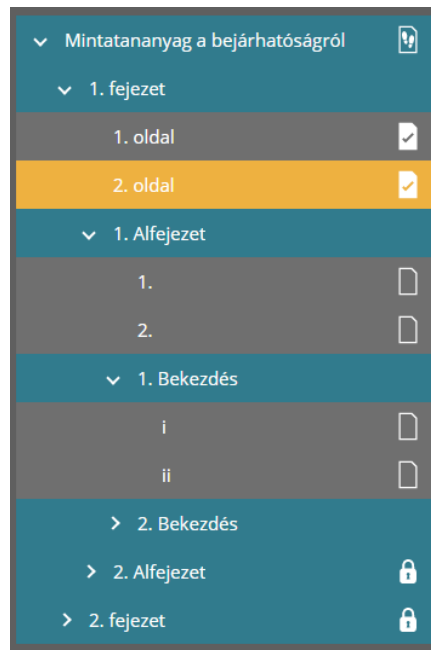 Mintatananyag a bejárhatóságról
1. fejezet
1. oldal
2. oldal
1. Alfejezet
1.
2.
1. Bekezdés
i
ii
2. Bekezdés
2. Alfejezet
2. fejezet